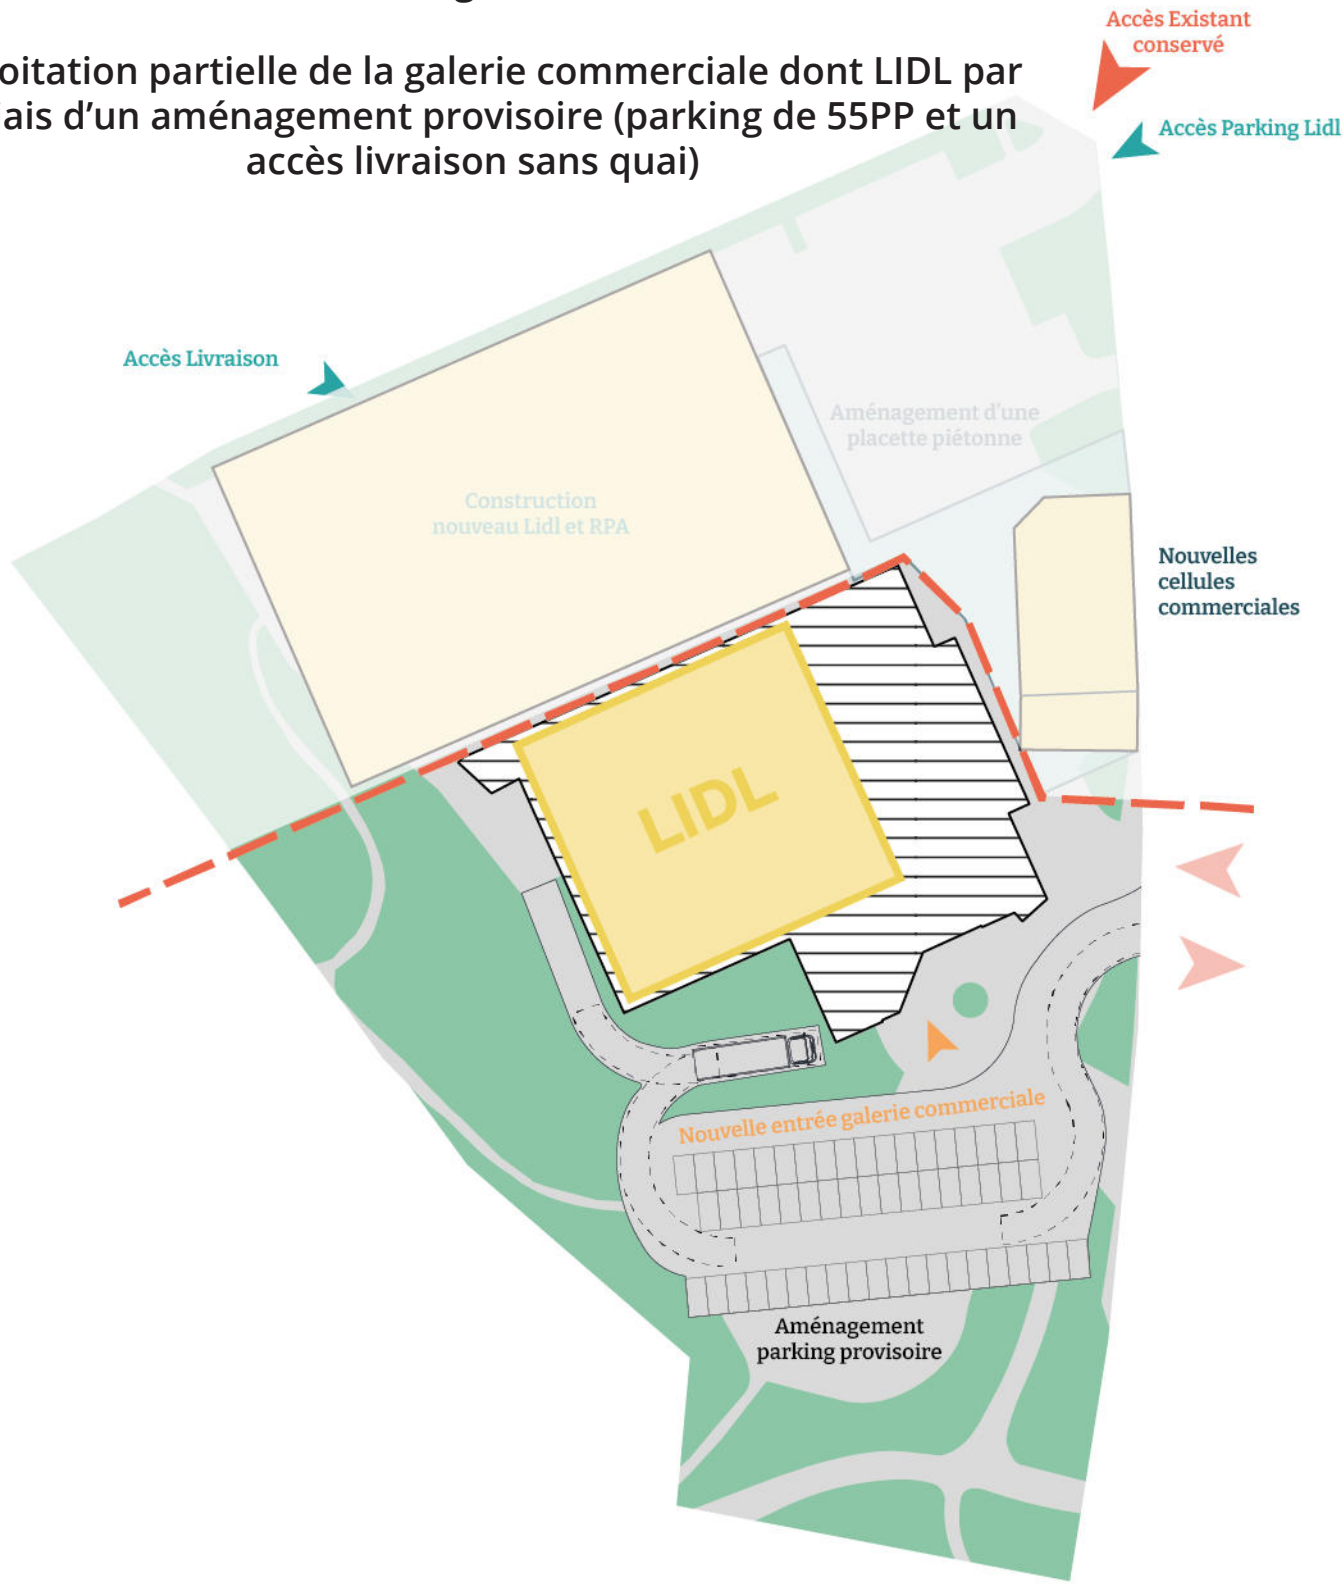 Accès Existant
conservé
oitation partielle de la galerie commerciale dont LIDL par
ais d’un aménagement provisoire (parking de 55PP et un
accès livraison sans quai)
Accès Parking Lidl
Accès Livraison
Aménagement d’une
placette piétonne
Construction
nouveau Lidl et RPA
Nouvelles
cellules
commerciales
LIDL
Nouvelle entrée galerie commerciale
Aménagement
parking provisoire